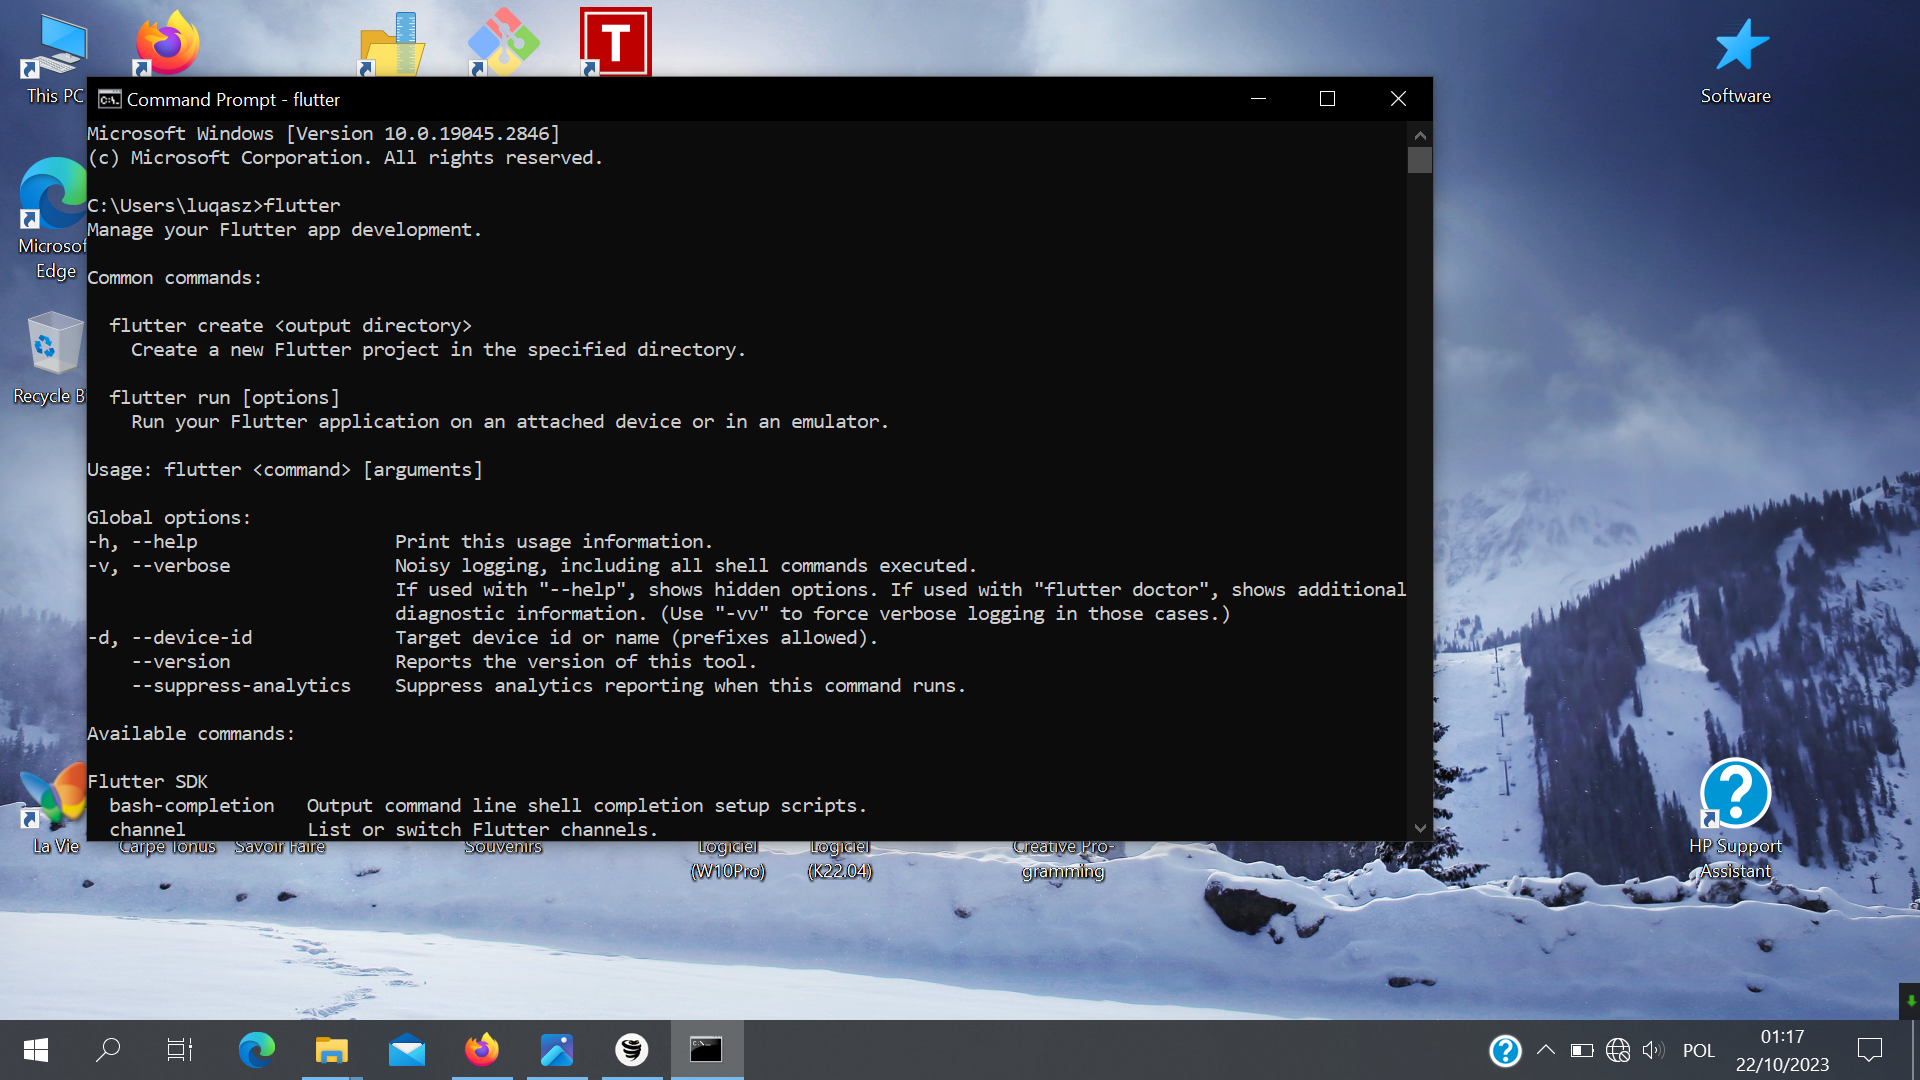 This PC
Software
Command Prompt - flutter
Microsoft Windows [Version 10.0.19045.2846]
(c) Microsoft Corporation. All rights reserved.
C:\Users\luqasz>flutter
Manage your Flutter app development.
Common commands:
flutter create <output directory>
Create a new Flutter project in the specified directory.
flutter run [options]
Run your Flutter application on an attached device or in an emulator.
Usage: flutter <command> [arguments]
Global options:
-h, --help Print this usage information.
-v, --verbose Noisy logging, including all shell commands executed.
If used with "--help", shows hidden options. If used with "flutter doctor", shows additional
diagnostic information. (Use "-vv" to force verbose logging in those cases.)
-d, --device-id Target device id or name (prefixes allowed).
--version Reports the version of this tool.
--suppress-analytics Suppress analytics reporting when this command runs.
Available commands:
Flutter SDK
bash-completion Output command line shell completion setup scripts.
channel List or switch Flutter channels.
T
C:\.
Microsof
Edge
Recycle B
La Vie
Carpe Tonus
Savoir Faire
Souvenirs
Logiciel
(W10Pro)
Logiciel
(K22.04)
Creative Pro-
gramming
?
HP Support
Assistant
?
POL
01:17
22/10/2023